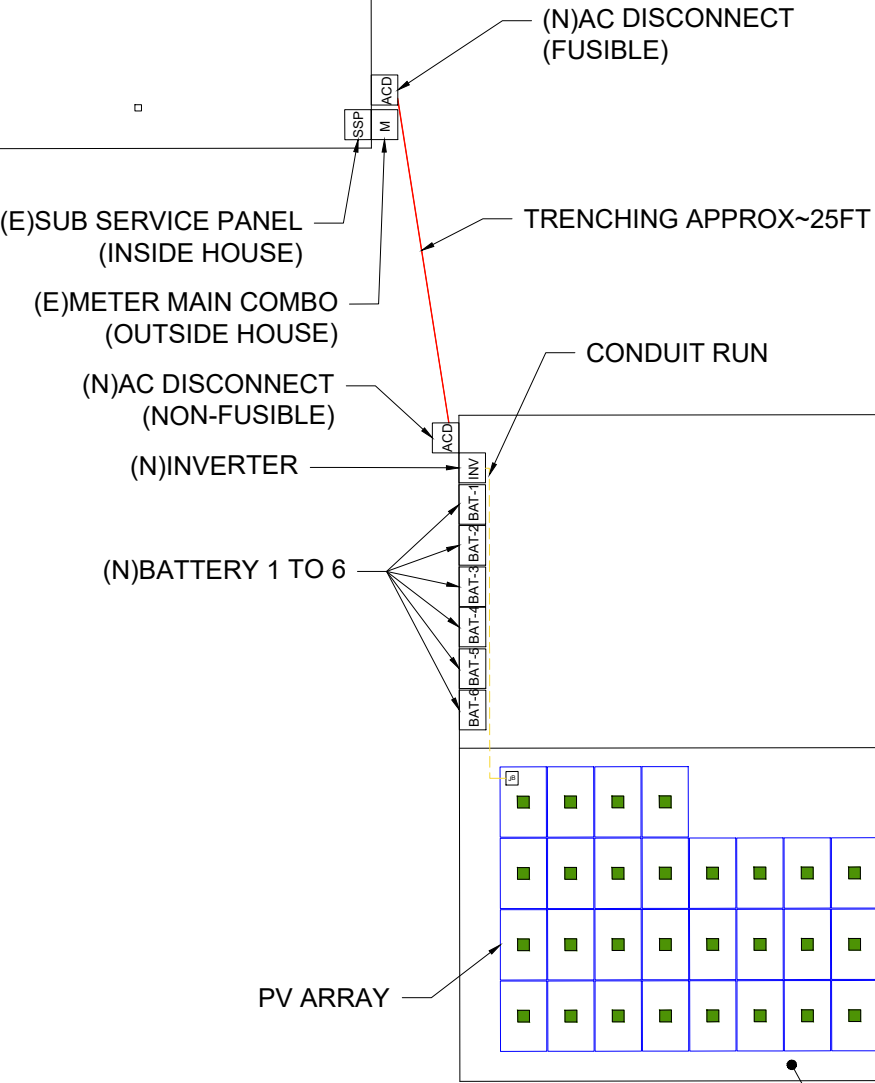 (N)AC DISCONNECT
(FUSIBLE)
ACD
SSP
M
(E)SUB SERVICE PANEL
(INSIDE HOUSE)
TRENCHING APPROX~25FT
(E)METER MAIN COMBO
(OUTSIDE HOUSE)
CONDUIT RUN
(N)AC DISCONNECT
(NON-FUSIBLE)
ACD
(N)INVERTER
INV
BAT-1
BAT-2
(N)BATTERY 1 TO 6
BAT-3
BAT-4
BAT-5
BAT-6
JB
PV ARRAY